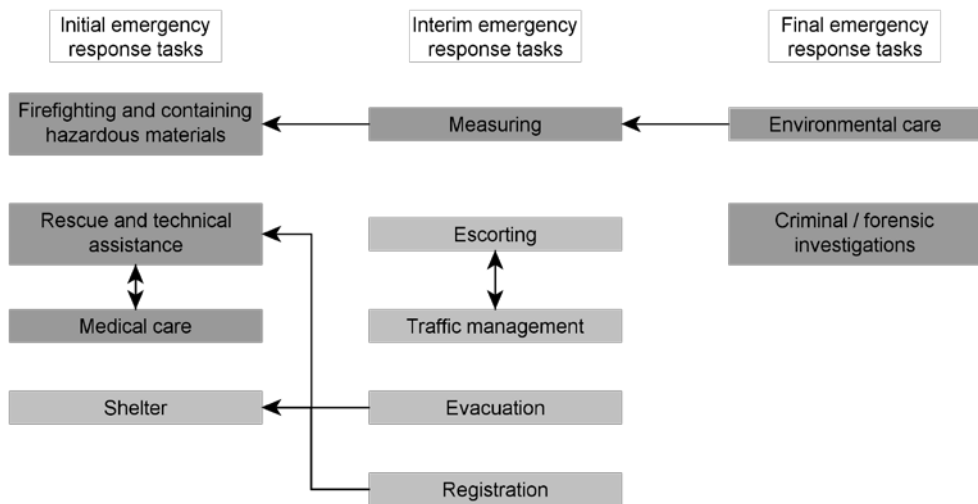 Initial emergency
response tasks
Interim emergency
response tasks
Final emergency
response tasks
Firefighting and containing
hazardous materials
Measuring
Environmental care
Rescue and technical
assistance
Escorting
Criminal / forensic
investigations
Medical care
Traffic management
Shelter
Evacuation
Registration